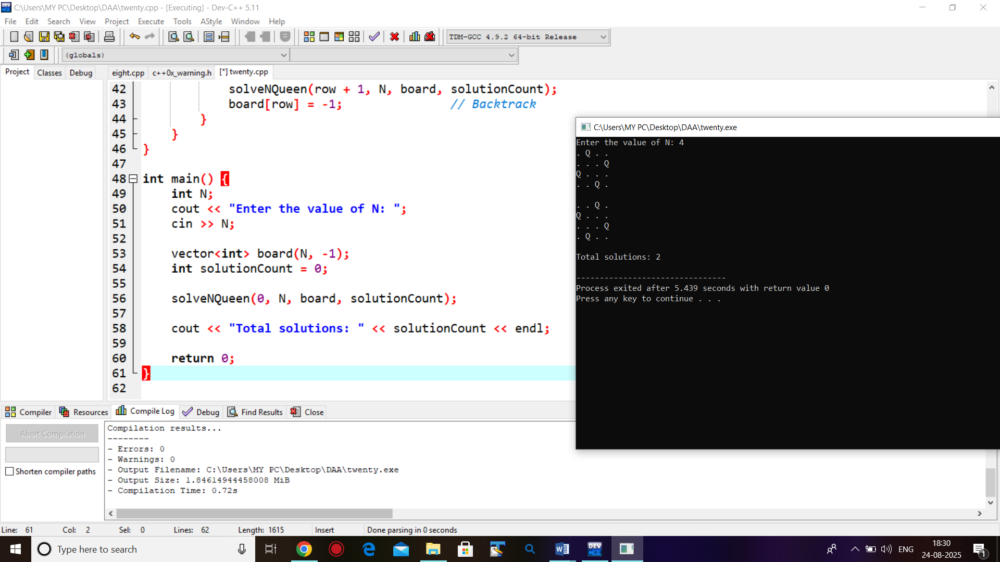 C:\Users\MY PC\Desktop\DAA\twenty.cpp - [Executing] - Dev-C++ 5.11
File Edit Search View Project Execute Tools AStyle Window Help
TDM-GCC 4.9.2 64-bit Release
(globals)
Project Classes Debug eight.cpp c++0x_warning.h [*] twenty.cpp
42 solveNQueen(row + 1, N, board, solutionCount);
43 board[row] = -1; // Backtrack
44 }
45 }
46 }
47
48 int main() {
49 int N;
50 cout << "Enter the value of N: ";
51 cin >> N;
52
53 vector<int> board(N, -1);
54 int solutionCount = 0;
55
56 solveNQueen(0, N, board, solutionCount);
57
58 cout << "Total solutions: " << solutionCount << endl;
59
60 return 0;
61 }
62
C:\Users\MY PC\Desktop\DAA\twenty.exe
Enter the value of N: 4
. Q . .
. . . Q
Q . . .
. . Q .
. . Q .
Q . . .
. . . Q
. Q . .
Total solutions: 2
--------------------------------
Process exited after 5.439 seconds with return value 0
Press any key to continue . . .
Compiler Resources Compile Log Debug Find Results Close
Abort Compilation
Shorten compiler paths
Compilation results...
--------
- Errors: 0
- Warnings: 0
- Output Filename: C:\Users\MY PC\Desktop\DAA\twenty.exe
- Output Size: 1.84614944458008 MiB
- Compilation Time: 0.72s
Line: 61 Col: 2 Sel: 0 Lines: 62 Length: 1615 Insert Done parsing in 0 seconds
Type here to search
DEV C++
ENG
18:30
24-08-2025
1